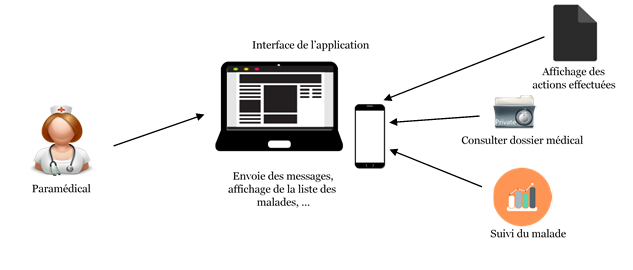 Interface de l'application
Affichage des
actions effectuées
Private
Consulter dossier médical
Paramédical
Envoie des messages,
affichage de la liste des
malades, ...
Suivi du malade